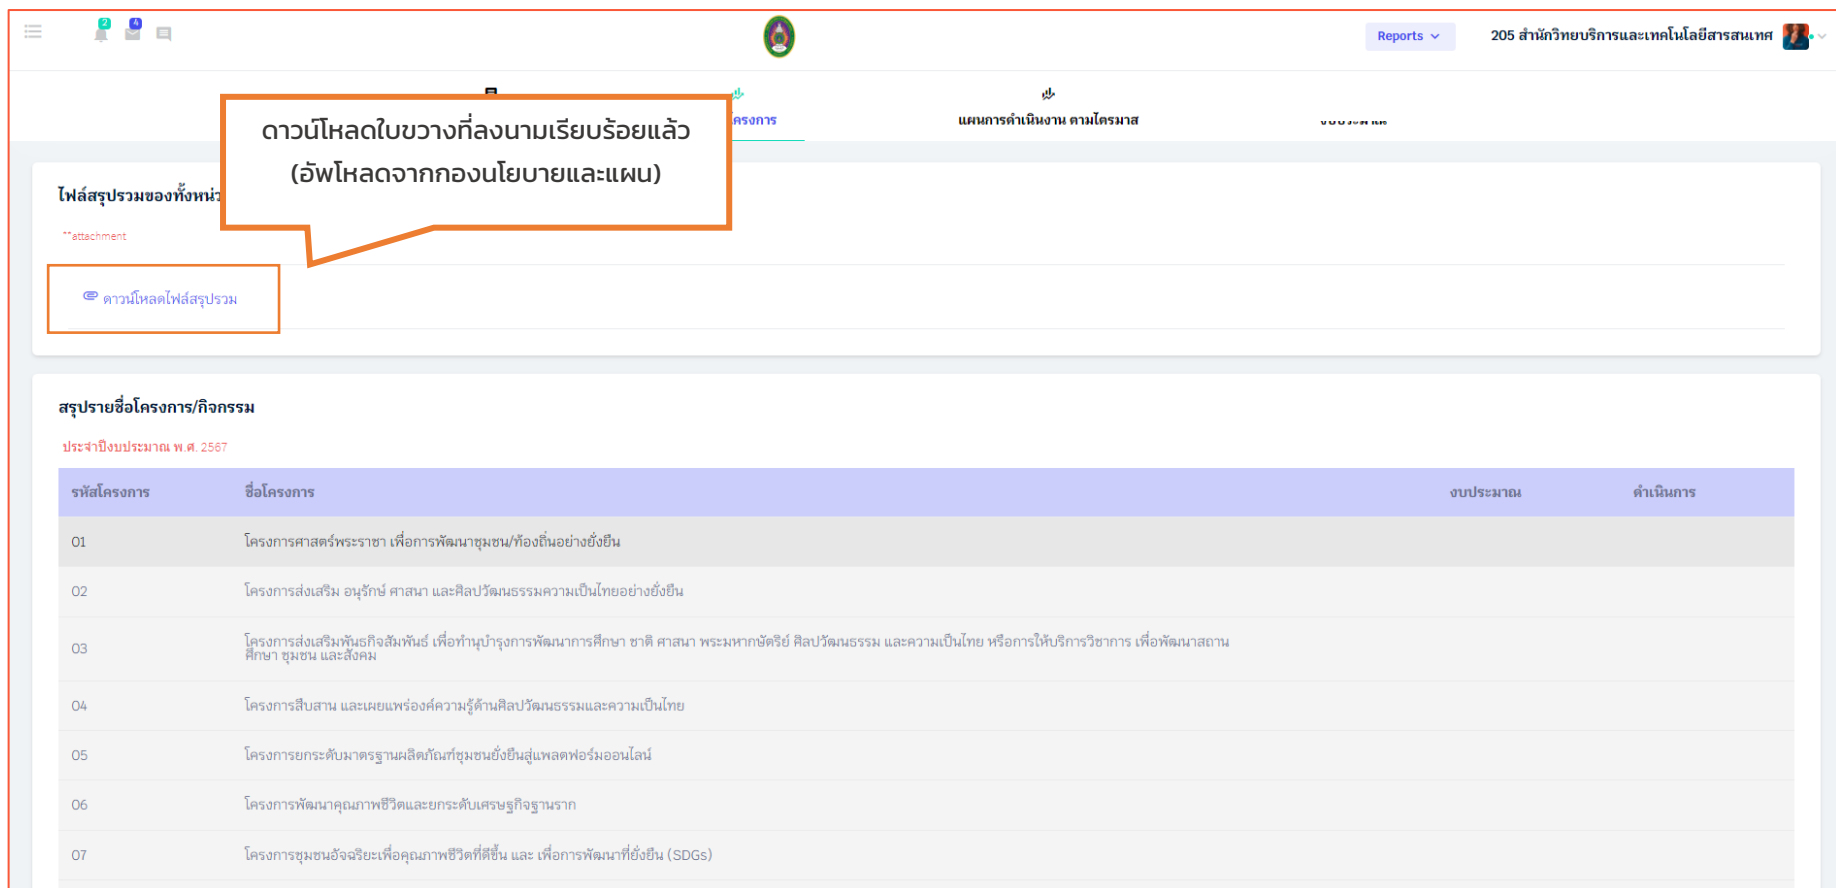 2
4
Reports
205 สำนักวิทยบริการและเทคโนโลยีสารสนเทศ
แผนการดำเนินงาน ตามไตรมาส
ดาวน์โหลดใบขวางที่ลงนามเรียบร้อยแล้ว
(อัพโหลดจากกองนโยบายและแผน)
ไฟล์สรุปรวมของทั้งหน่ว
**attachment
ดาวน์โหลดไฟล์สรุปรวม
สรุปรายชื่อโครงการ/กิจกรรม
ประจำปีงบประมาณ พ.ศ. 2567
รหัสโครงการ ชื่อโครงการ งบประมาณ ดำเนินการ
01 โครงการศาสตร์พระราชา เพื่อการพัฒนาชุมชน/ท้องถิ่นอย่างยั่งยืน
02 โครงการส่งเสริม อนุรักษ์ ศาสนา และศิลปวัฒนธรรมความเป็นไทยอย่างยั่งยืน
03 โครงการส่งเสริมพันธกิจสัมพันธ์ เพื่อทำนุบำรุงการพัฒนาการศึกษา ชาติ ศาสนา พระมหากษัตริย์ ศิลปวัฒนธรรม และความเป็นไทย หรือการให้บริการวิชาการ เพื่อพัฒนาสถาน
ศึกษา ชุมชน และสังคม
04 โครงการสืบสาน และเผยแพร่องค์ความรู้ด้านศิลปวัฒนธรรมและความเป็นไทย
05 โครงการยกระดับมาตรฐานผลิตภัณฑ์ชุมชนยั่งยืนสู่แพลตฟอร์มออนไลน์
06 โครงการพัฒนาคุณภาพชีวิตและยกระดับเศรษฐกิจฐานราก
07 โครงการชุมชนอัจฉริยะเพื่อคุณภาพชีวิตที่ดีขึ้น และ เพื่อการพัฒนาที่ยั่งยืน (SDGs)